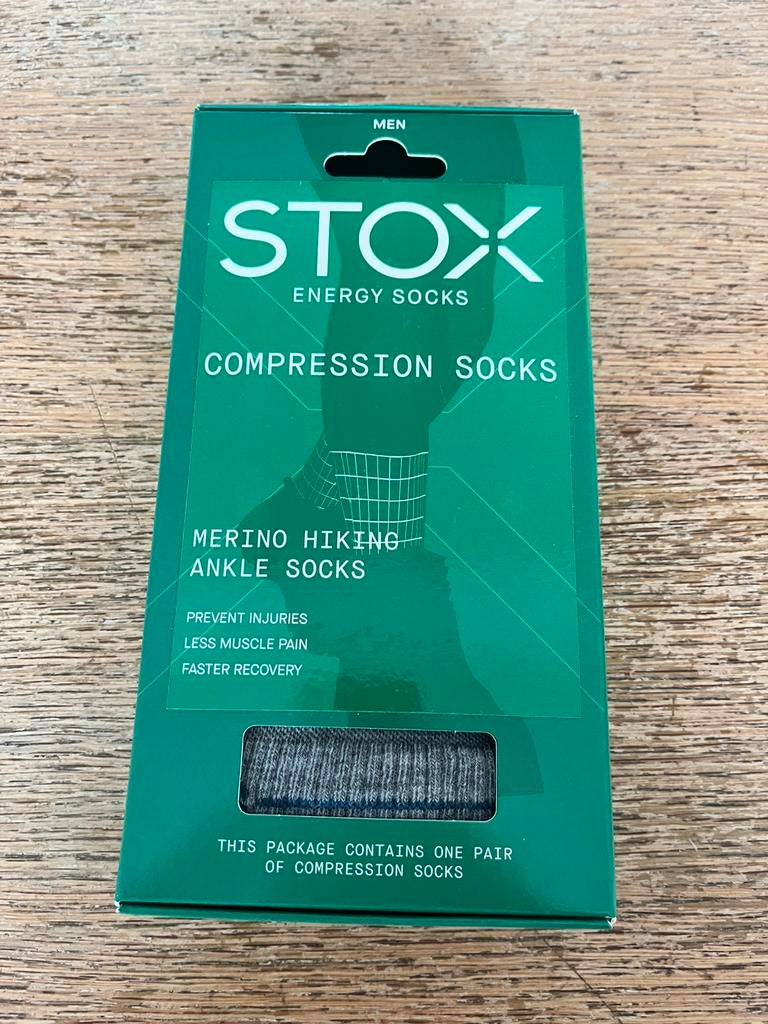 MEN
STOX
ENERGY SOCKS
COMPRESSION SOCKS
MERINO HIKING
ANKLE SOCKS
PREVENT INJURIES
LESS MUSCLE PAIN
FASTER RECOVERY
THIS PACKAGE CONTAINS ONE PAIR
OF COMPRESSION SOCKS